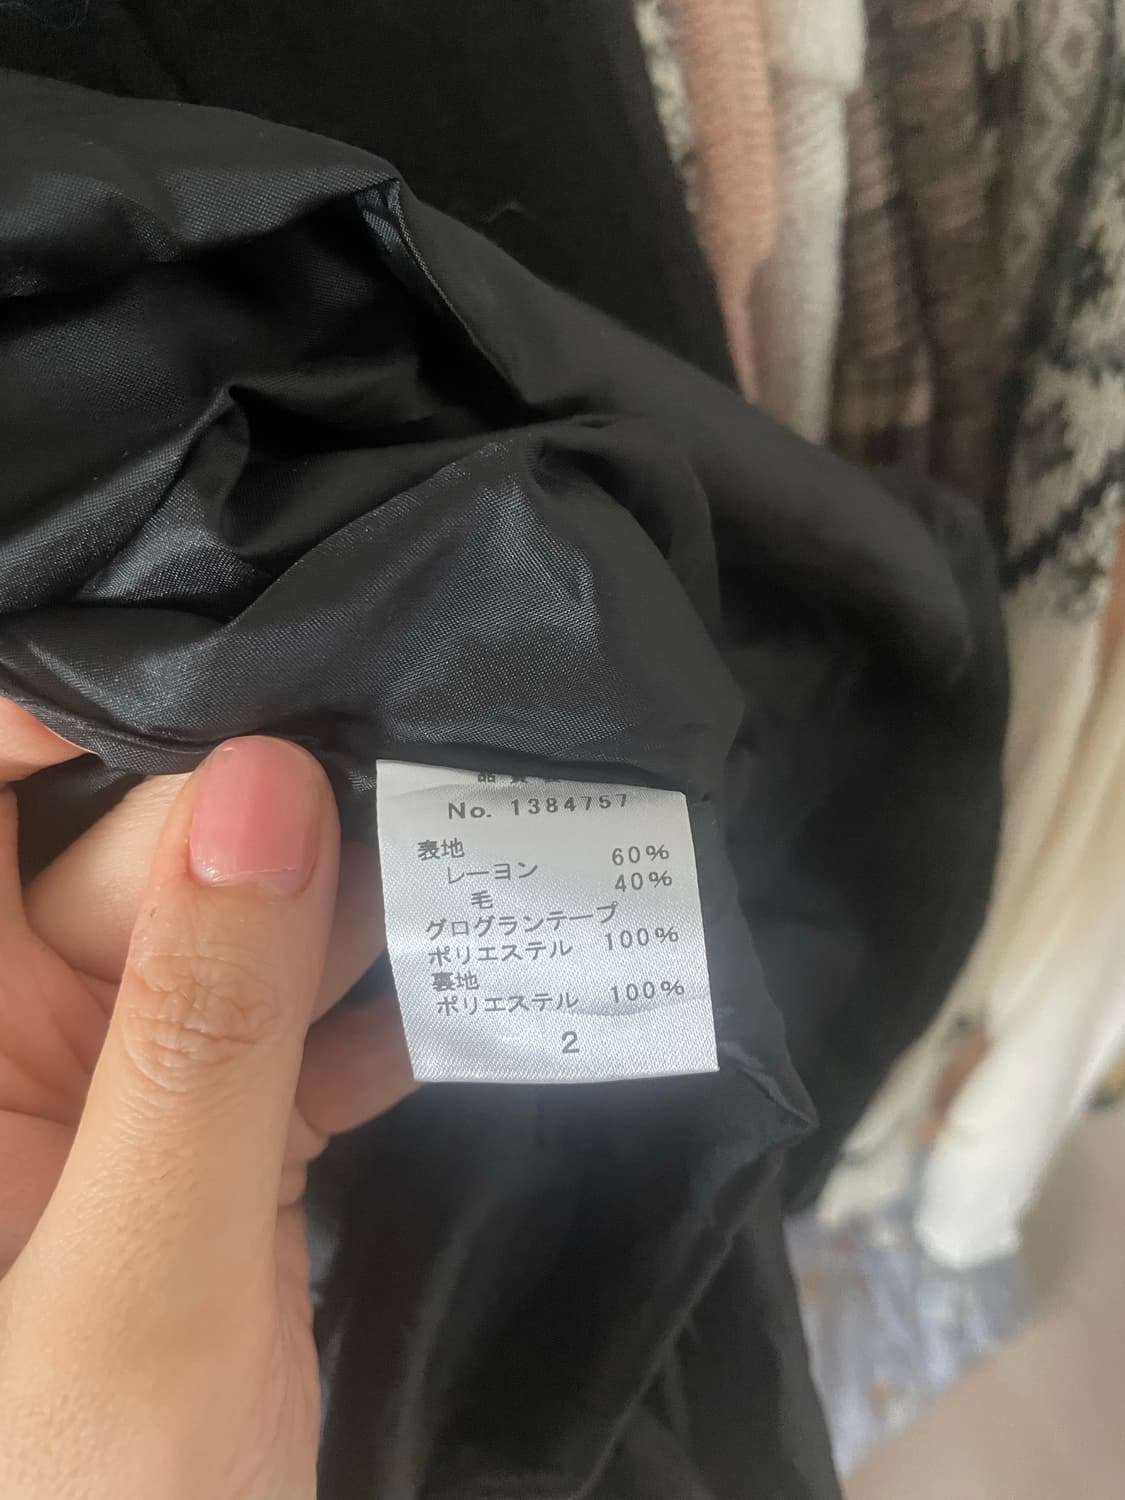 No. 1384757
表地
レーヨン 60%
毛 40%
グログランテープ
ポリエステル 100%
裏地
ポリエステル 100%
2